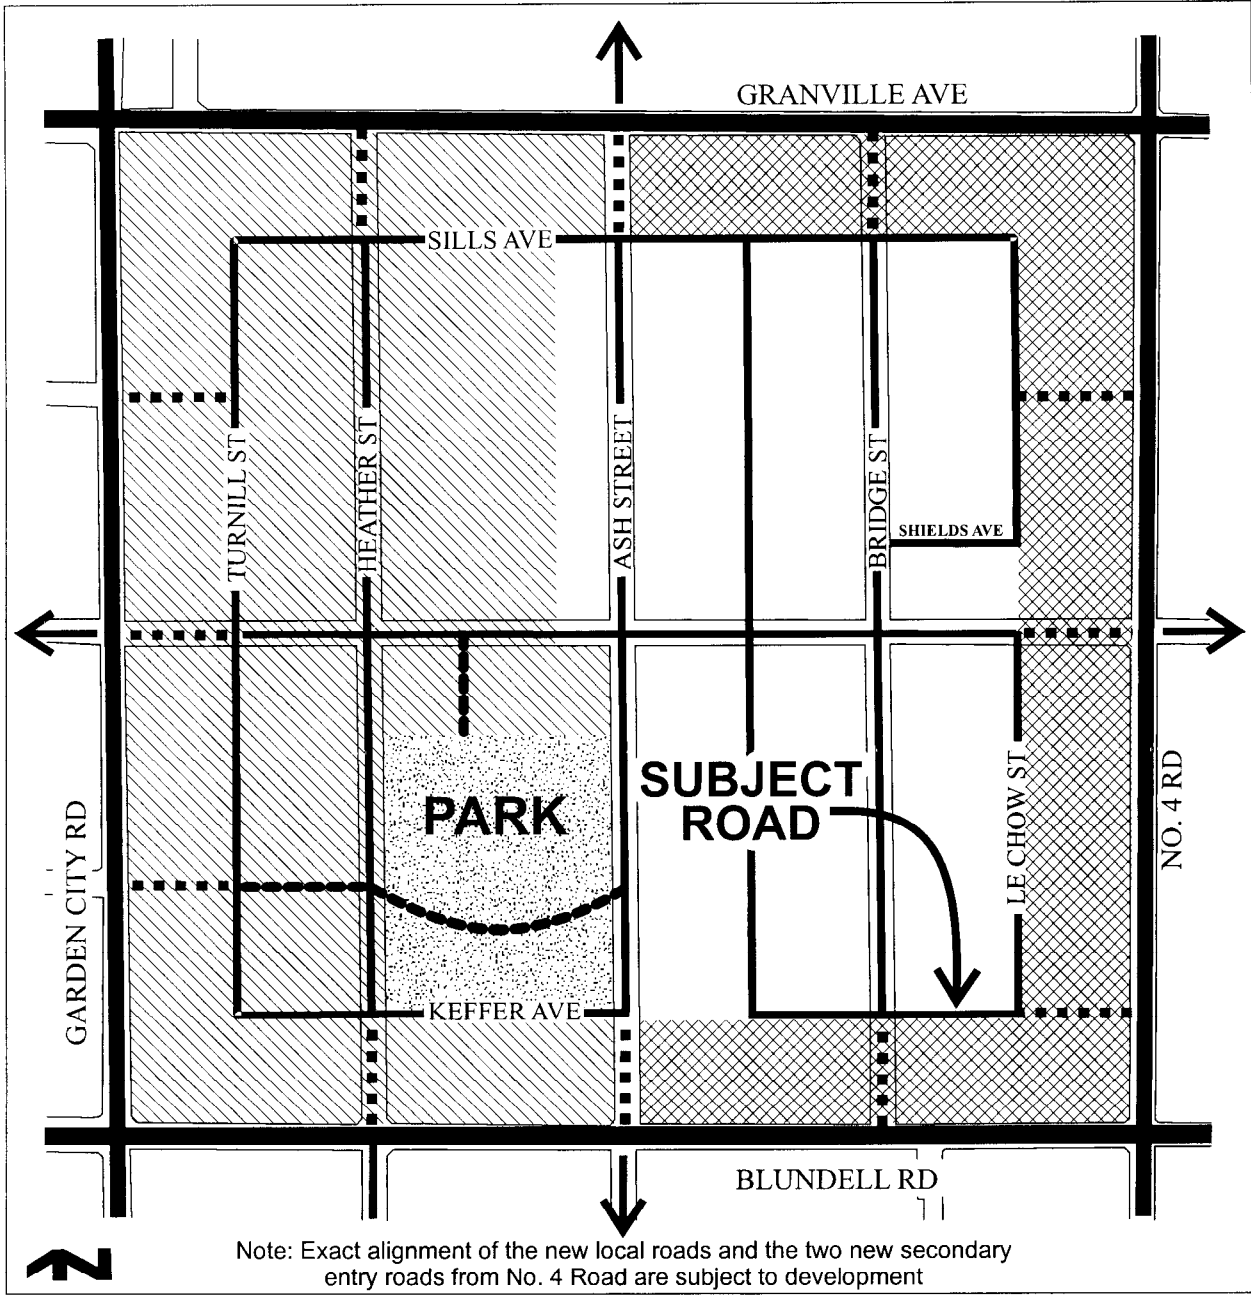 GRANVILLE AVE
SILLS AVE
TURNILL ST
HEATHER ST
ASH STREET
BRIDGE ST
SHIELDS AVE
PARK
SUBJECT
ROAD
LE CHOW ST
NO. 4 RD
GARDEN CITY RD
KEFFER AVE
BLUNDELL RD
N
Note: Exact alignment of the new local roads and the two new secondary
entry roads from No. 4 Road are subject to development